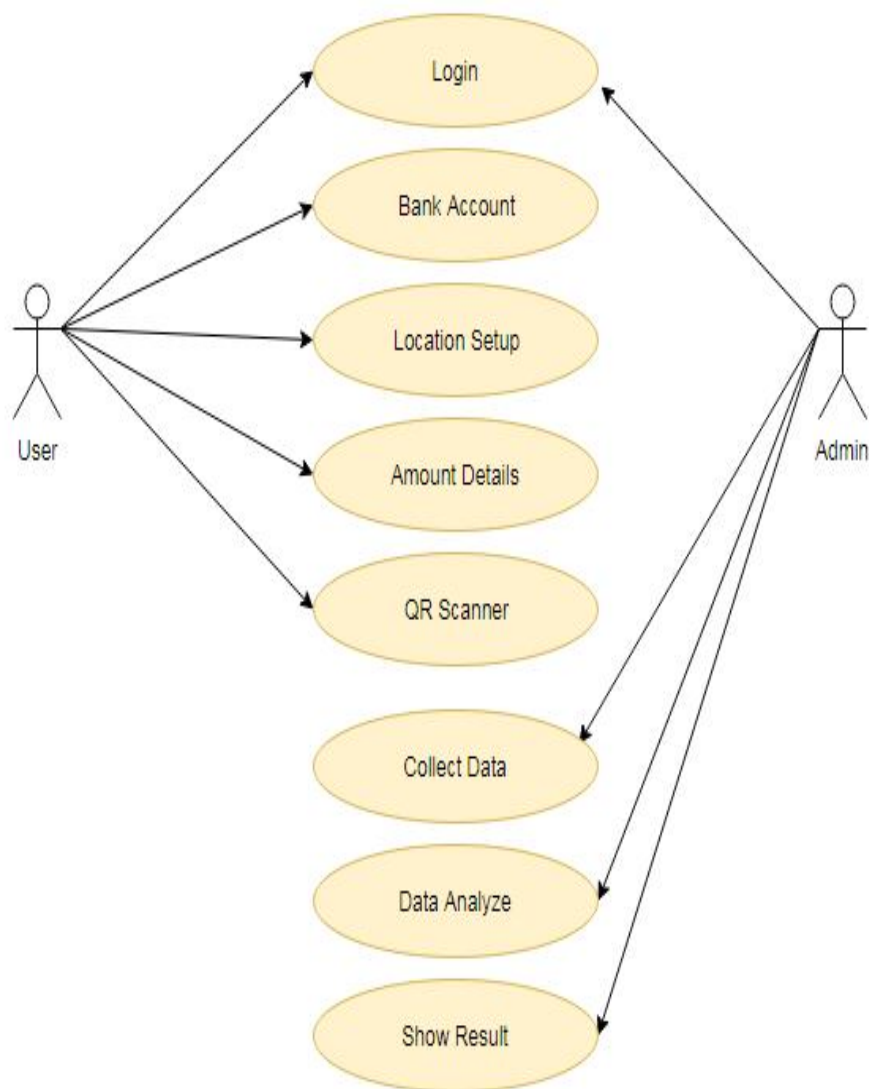 Login
Bank Account
Location Setup
User
Admin
Amount Details
QR Scanner
Collect Data
Data Analyze
Show Result